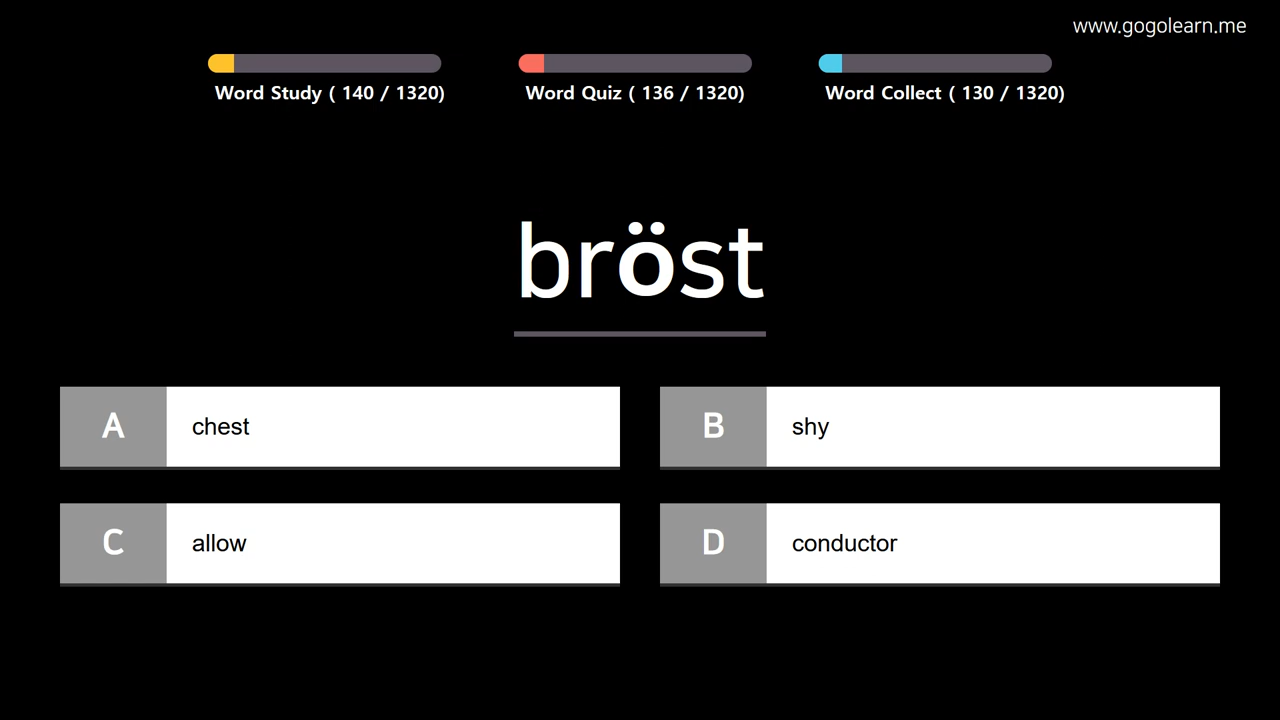 www.gogolearn.me
Word Study ( 140 / 1320)
Word Quiz ( 136 / 1320)
Word Collect ( 130 / 1320)
bröst
A chest
B shy
C allow
D conductor